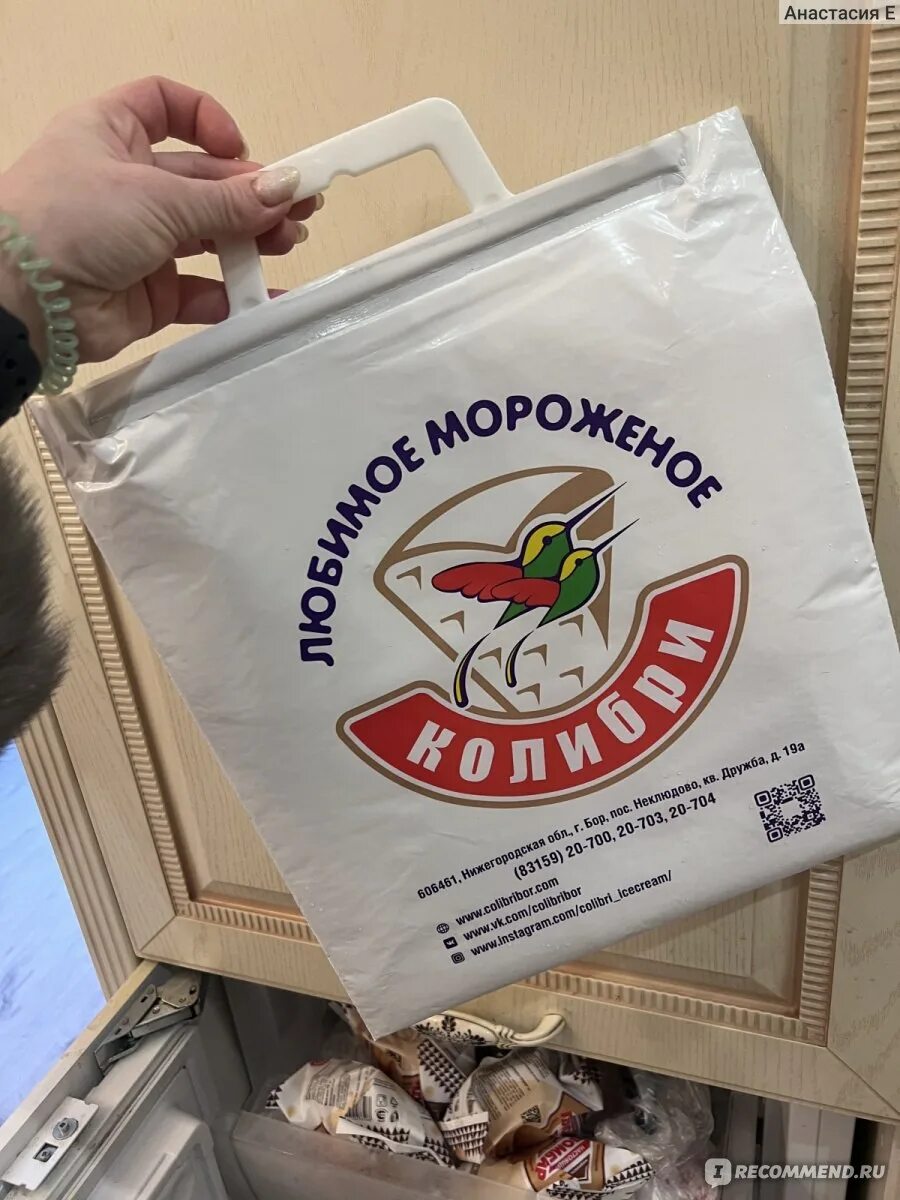 Анастасия Е
ЛЮБИМОЕ МОРОЖЕНОЕ
КОЛИБРИ
606461, Нижегородская обл., г. Бор, пос. Неклюдово, кв. Дружба, д. 19а
(83159) 20-700, 20-703, 20-704
www.colibribor.com
www.vk.com/colibribor
www.instagram.com/colibri_icecream/
IRECOMMEND.RU